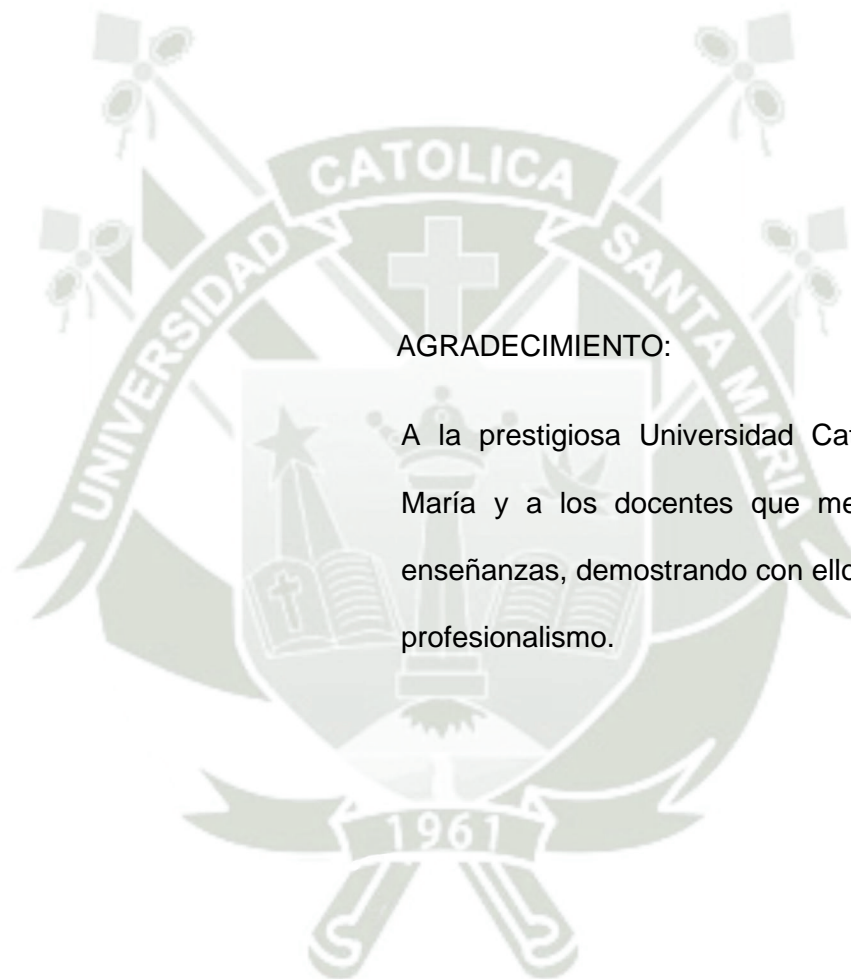 CATOLICA
UNIVERSIDAD
SANTA MARIA
AGRADECIMIENTO:
A la prestigiosa Universidad Cat
María y a los docentes que me
enseñanzas, demostrando con ello
profesionalismo.
1961